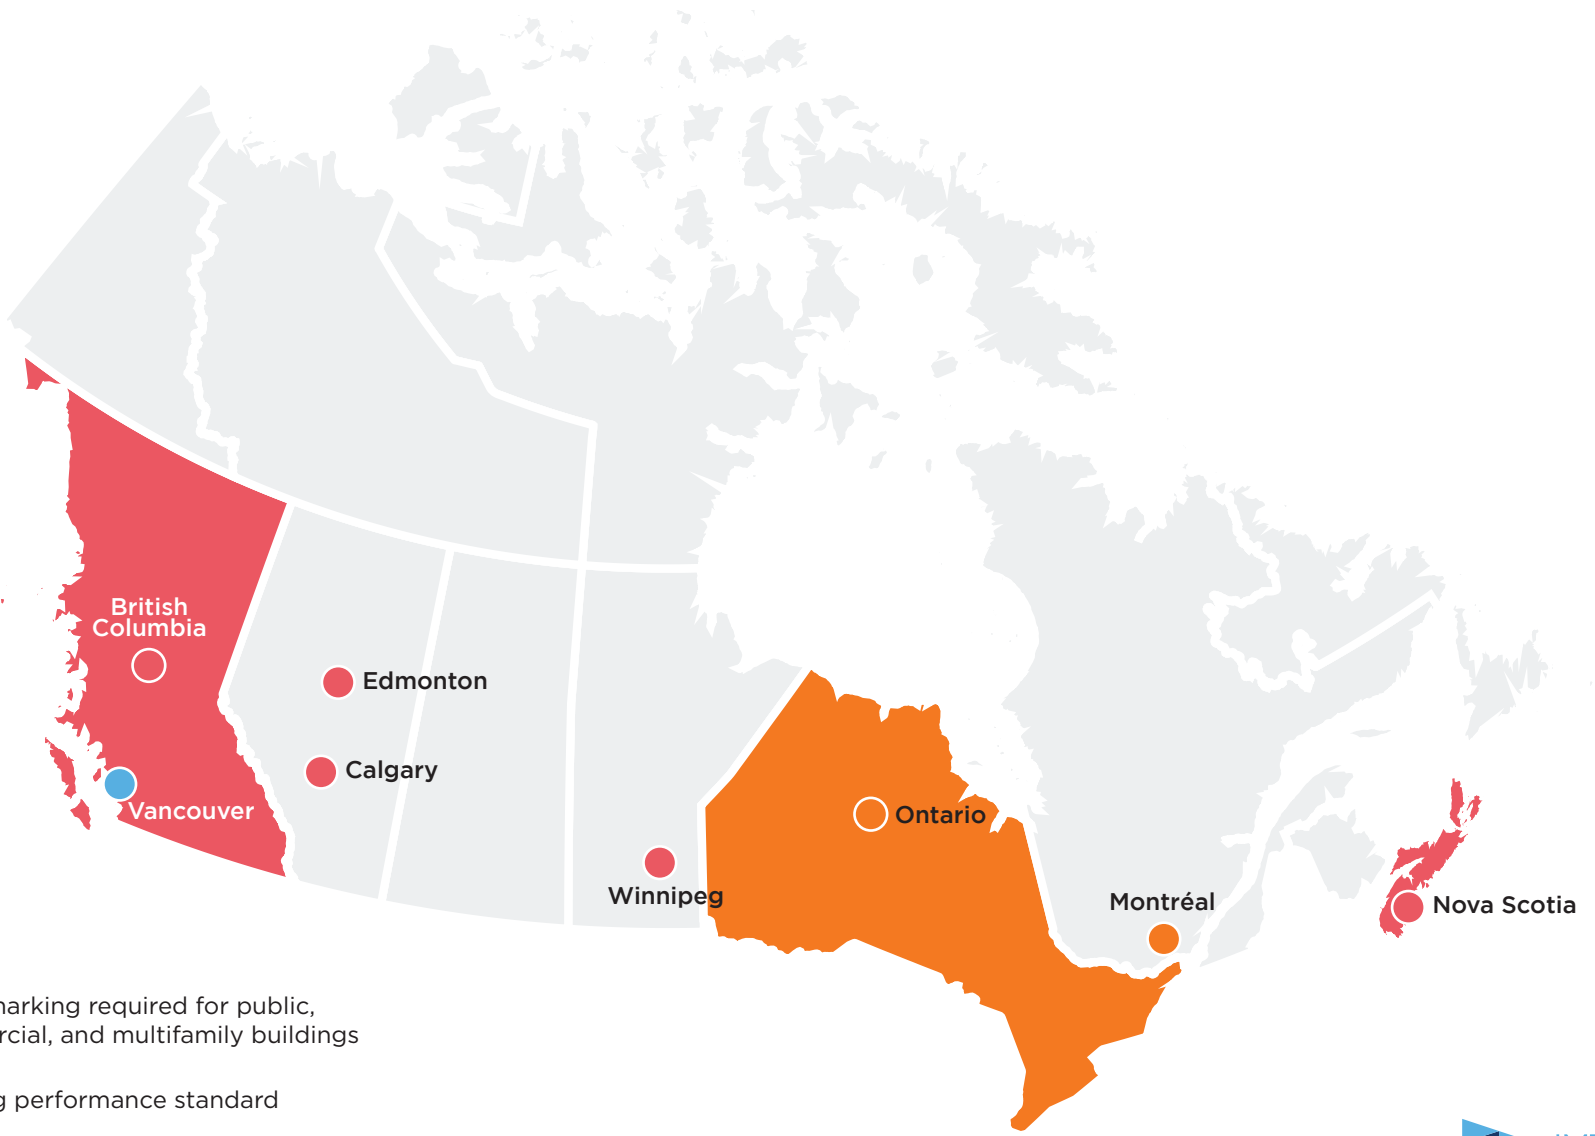 British
Columbia
Edmonton
Calgary
Vancouver
Ontario
Winnipeg
Montréal
Nova Scotia
marking required for public,
rcial, and multifamily buildings
g performance standard